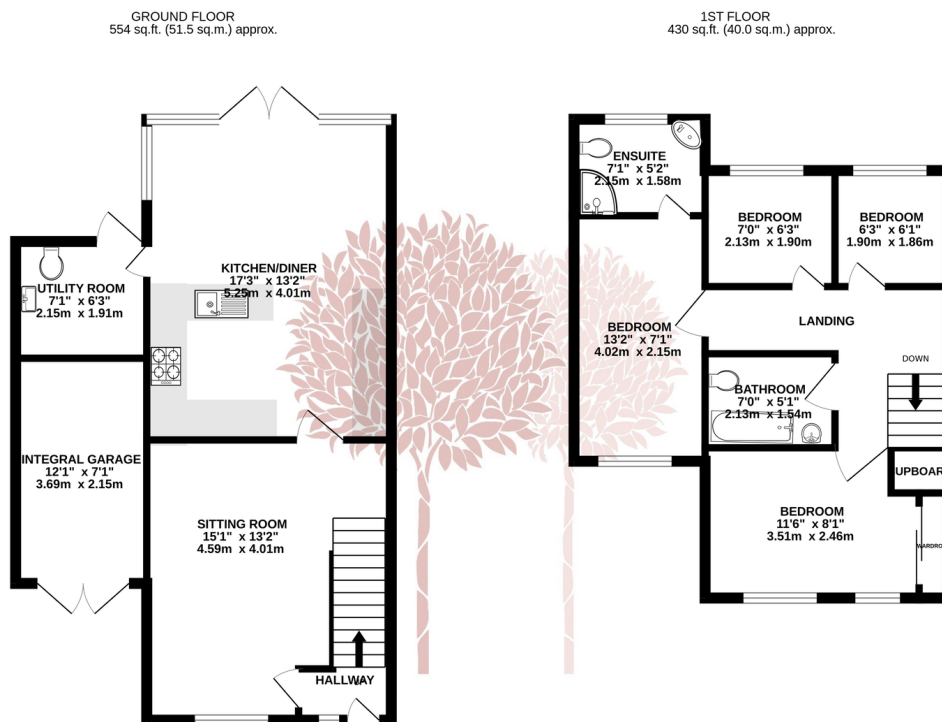 GROUND FLOOR
554 sq.ft. (51.5 sq.m.) approx.
1ST FLOOR
430 sq.ft. (40.0 sq.m.) approx.
KITCHEN/DINER
17'3" x 13'2"
5.25m x 4.01m
UTILITY ROOM
7'1" x 6'3"
2.15m x 1.91m
INTEGRAL GARAGE
12'1" x 7'1"
3.69m x 2.15m
SITTING ROOM
15'1" x 13'2"
4.59m x 4.01m
HALLWAY
ENSUITE
7'1" x 5'2"
2.15m x 1.58m
BEDROOM
7'0" x 6'3"
2.13m x 1.90m
BEDROOM
6'3" x 6'1"
1.90m x 1.86m
BEDROOM
13'2" x 7'1"
4.02m x 2.15m
LANDING
DOWN
BATHROOM
7'0" x 5'1"
2.13m x 1.54m
UPBOAR
BEDROOM
11'6" x 8'1"
3.51m x 2.46m
WARDRO